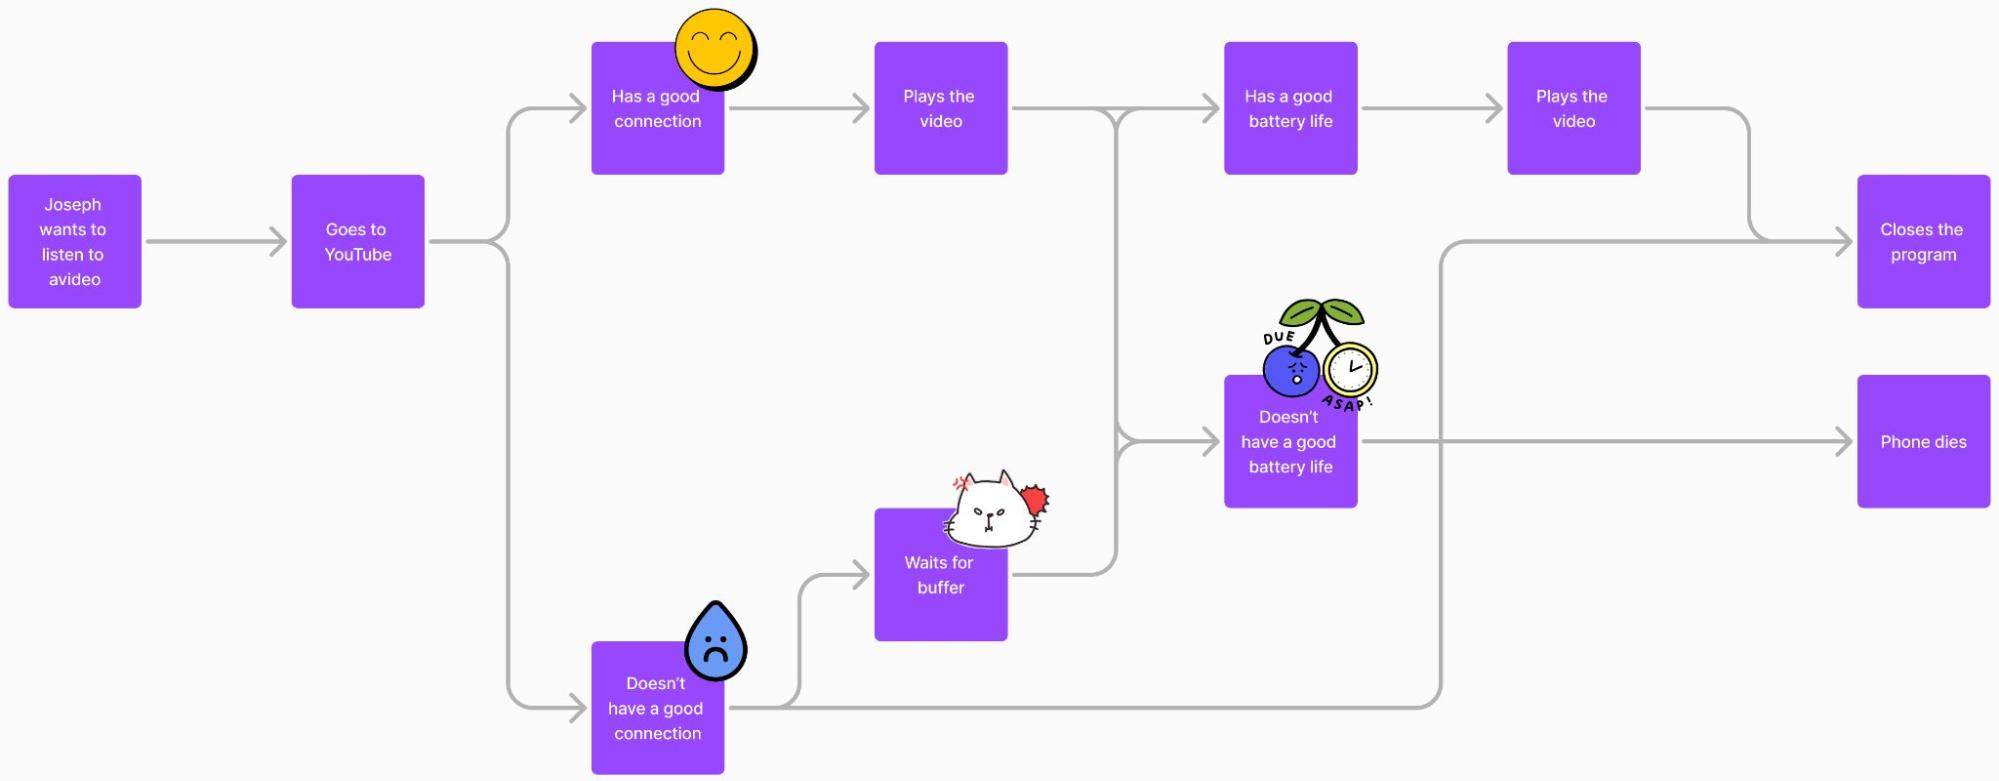 Has a good
connection
Plays the
video
Has a good
battery life
Plays the
video
Joseph
wants to
listen to
avideo
Goes to
YouTube
Closes the
program
DUE
ASAP!
Doesn't
have a good
battery life
Phone dies
Waits for
buffer
Doesn't
have a good
connection